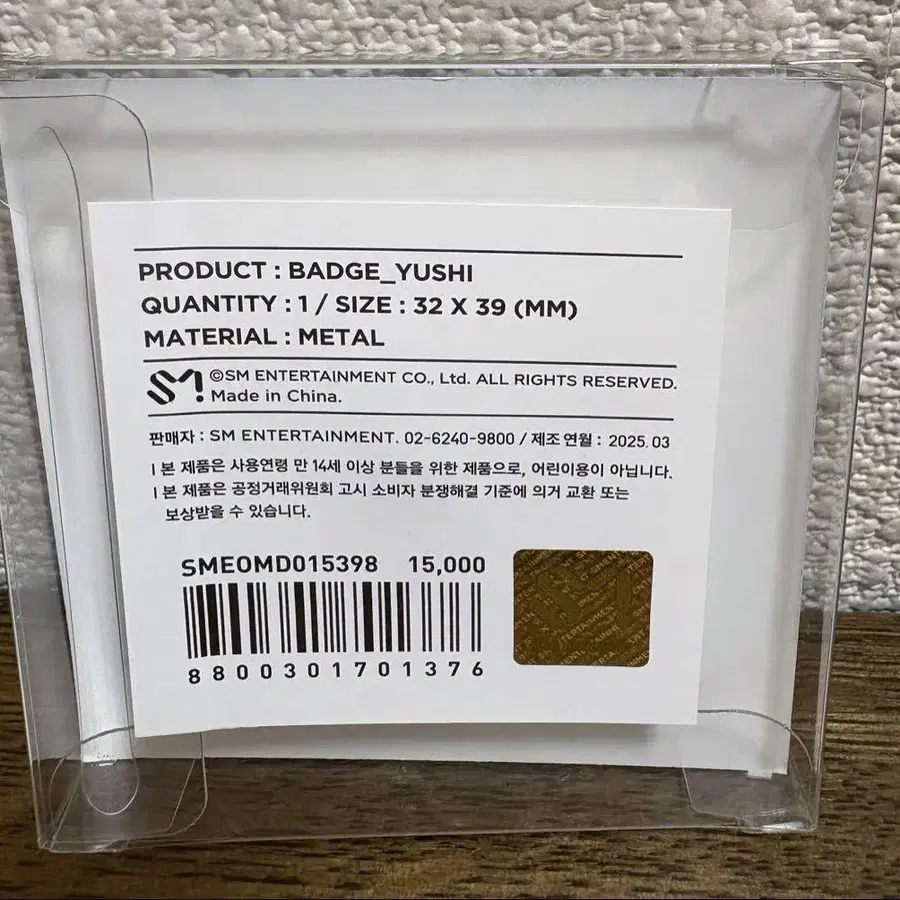 PRODUCT : BADGE_YUSHI
QUANTITY : 1 / SIZE : 32 X 39 (MM)
MATERIAL : METAL
SM! ©SM ENTERTAINMENT CO., Ltd. ALL RIGHTS RESERVED.
Made in China.
판매자 : SM ENTERTAINMENT. 02-6240-9800 / 제조연월 : 2025. 03
ㅣ본 제품은 사용연령 만 14세 이상 분들을 위한 제품으로, 어린이용이 아닙니다.
ㅣ본 제품은 공정거래위원회 고시 소비자 분쟁해결 기준에 의거 교환 또는
보상받을 수 있습니다.
SMEOMD015398 15,000
8800301701376